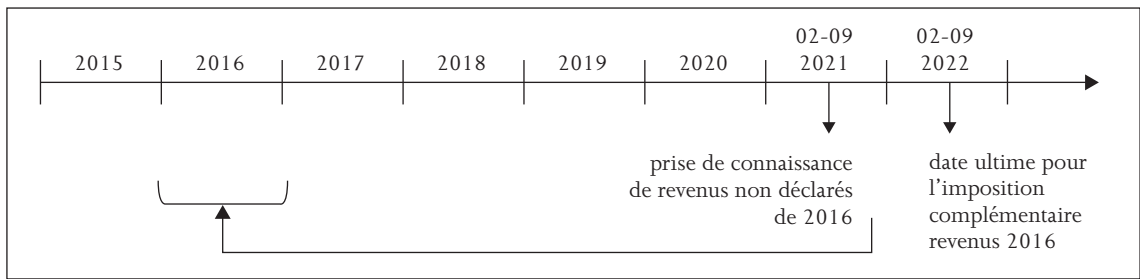 02-09 02-09
2015 2016 2017 2018 2019 2020 2021 2022
prise de connaissance
de revenus non déclarés
de 2016
date ultime pour
l’imposition
complémentaire
revenus 2016